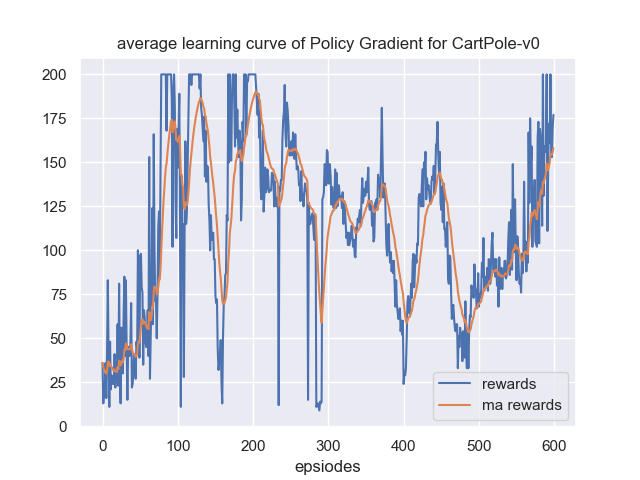 average learning curve of Policy Gradient for CartPole-v0
200
175
150
125
100
75
50
25
0
0 100 200 300 400 500 600
epsiodes
rewards
ma rewards